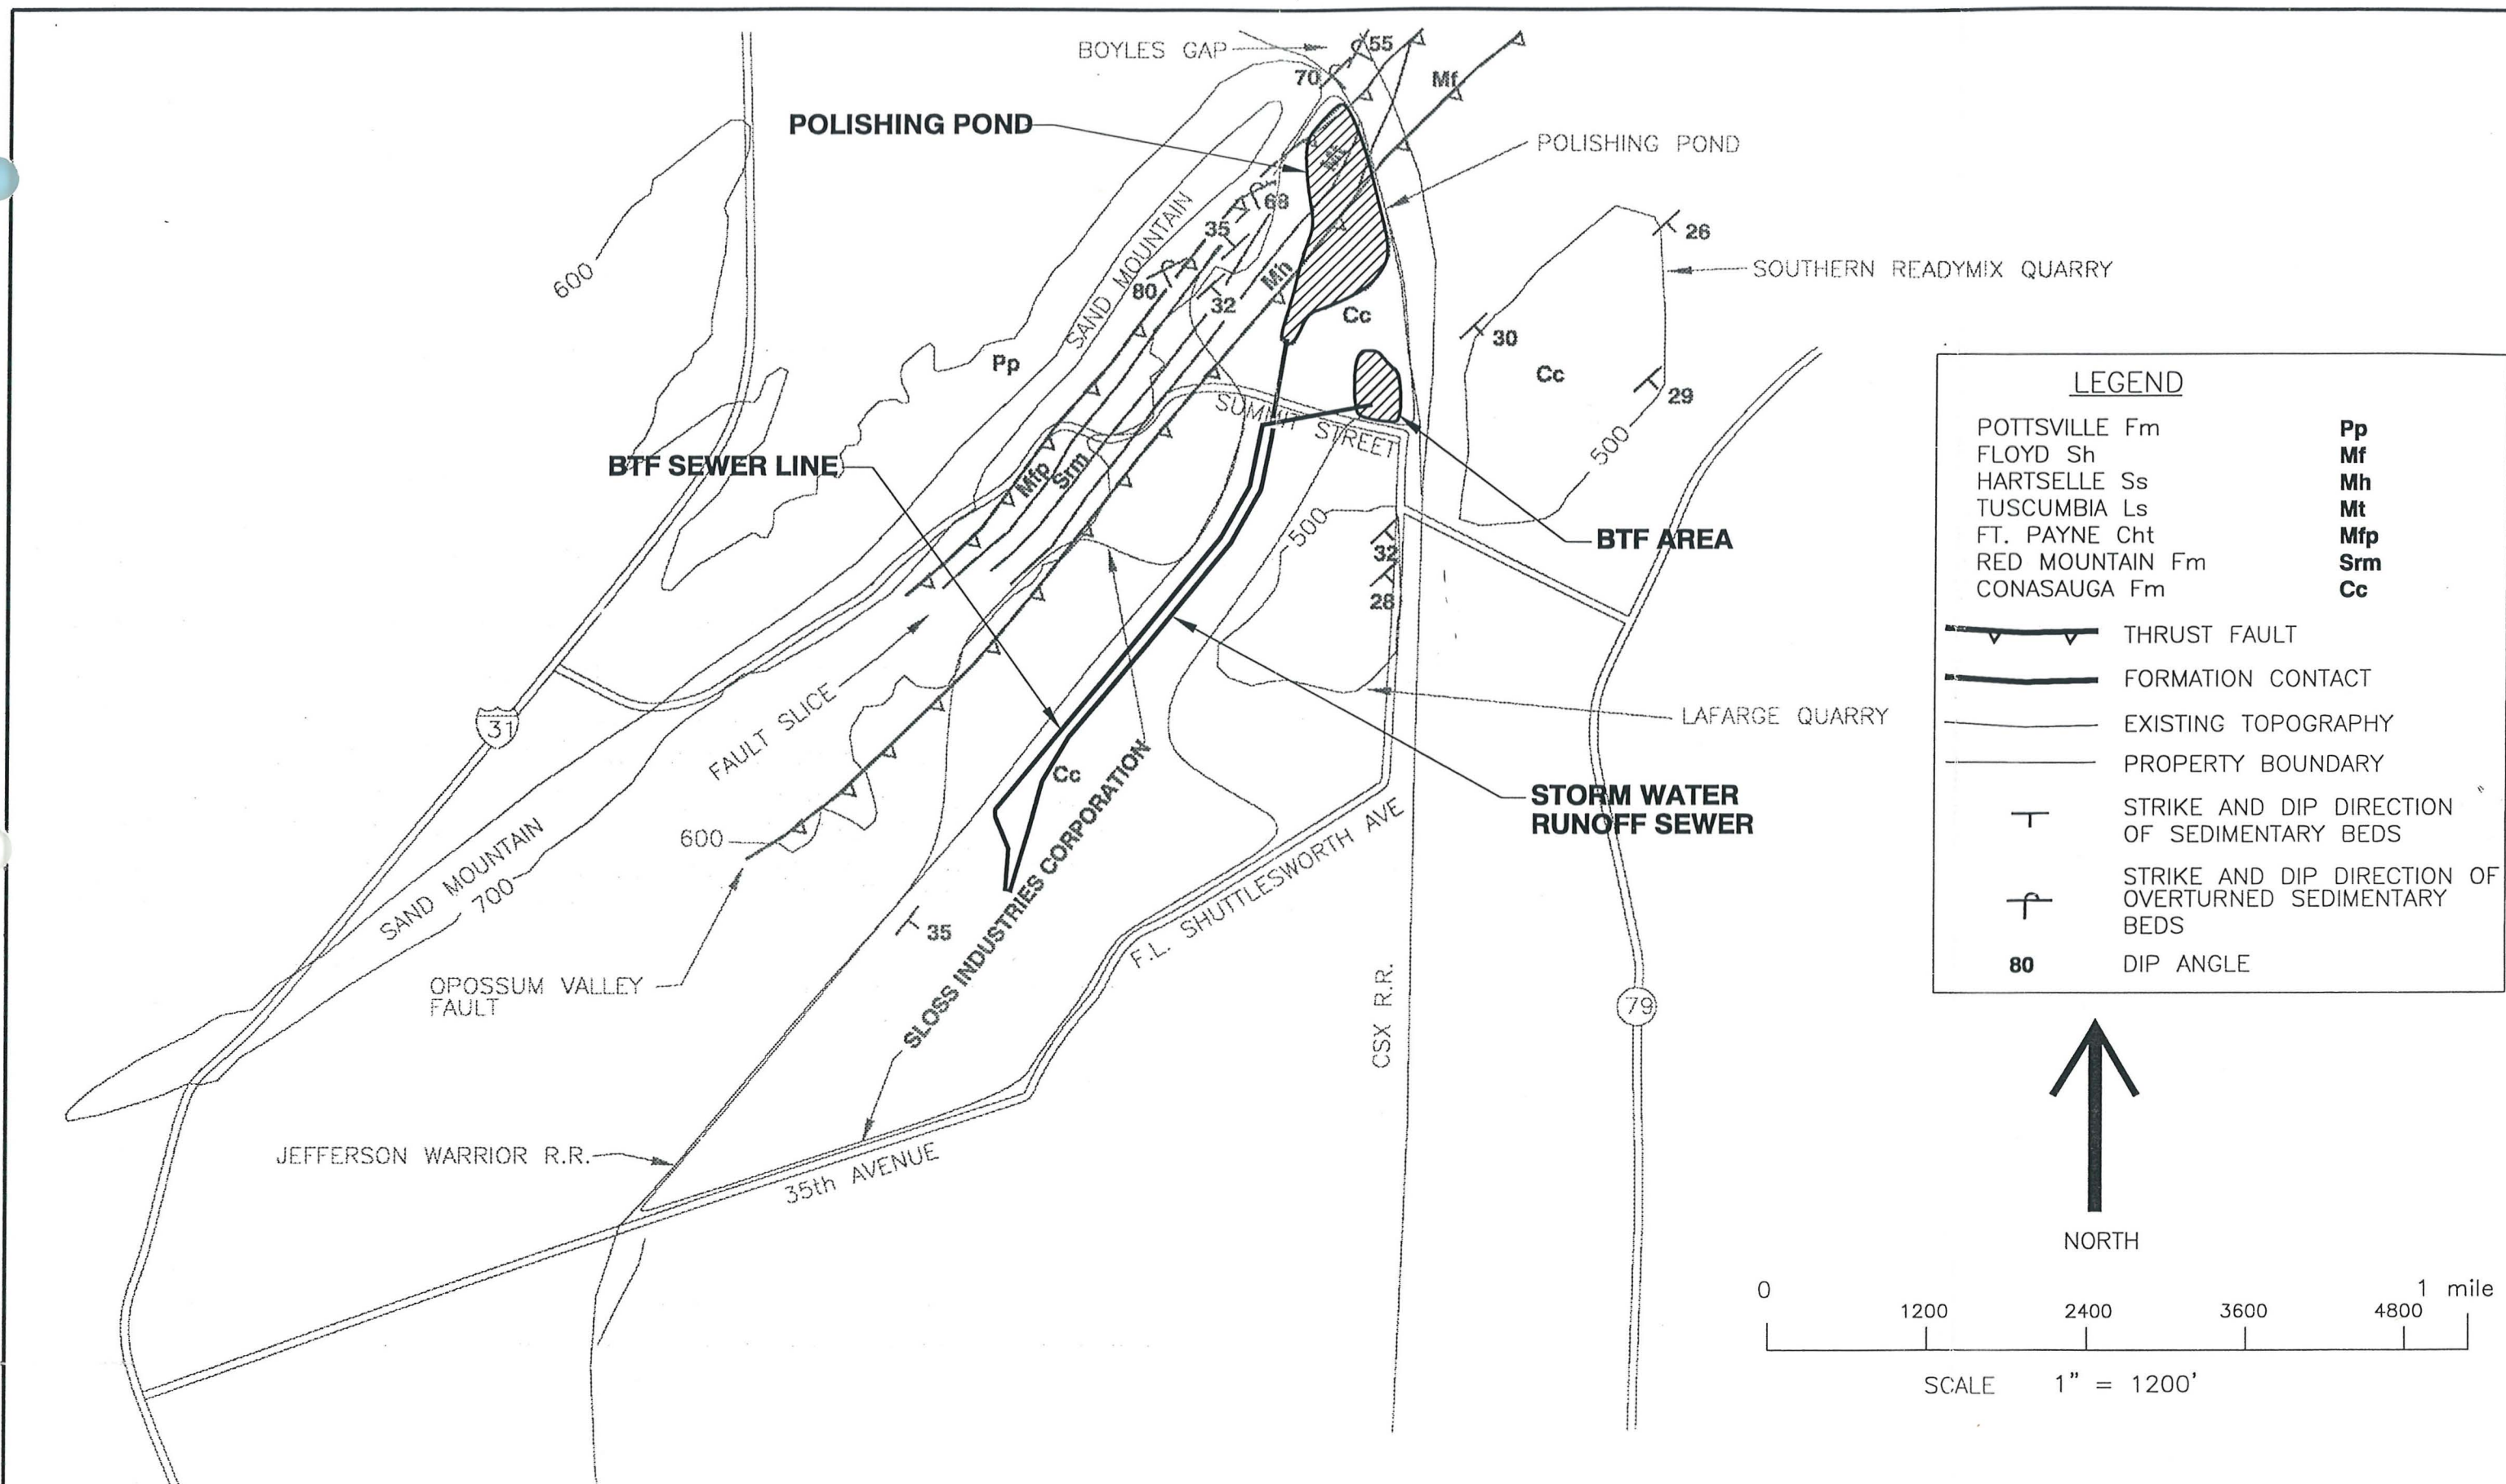 BOYLES GAP
55
70
Mf
POLISHING POND
POLISHING POND
68
26
35
SOUTHERN READYMIX QUARRY
600
SAND MOUNTAIN
80
Mh
32
Cc
30
Pp
Cc
29
SUMMIT STREET
500
BTF SEWER LINE
Mfp
Srm
500
BTF AREA
32
28
FAULT SLICE
31
LAFARGE QUARRY
Cc
STORM WATER
RUNOFF SEWER
600
SAND MOUNTAIN
700
35
SLOSS INDUSTRIES CORPORATION
F.L. SHUTTLESWORTH AVE
OPOSSUM VALLEY
FAULT
CSX R.R.
79
JEFFERSON WARRIOR R.R.
35th AVENUE
LEGEND
POTTSVILLE Fm Pp
FLOYD Sh Mf
HARTSELLE Ss Mh
TUSCUMBIA Ls Mt
FT. PAYNE Cht Mfp
RED MOUNTAIN Fm Srm
CONASAUGA Fm Cc
THRUST FAULT
FORMATION CONTACT
EXISTING TOPOGRAPHY
PROPERTY BOUNDARY
STRIKE AND DIP DIRECTION
OF SEDIMENTARY BEDS
STRIKE AND DIP DIRECTION OF
OVERTURNED SEDIMENTARY
BEDS
80 DIP ANGLE
NORTH
0 1 mile
1200 2400 3600 4800
SCALE 1" = 1200'